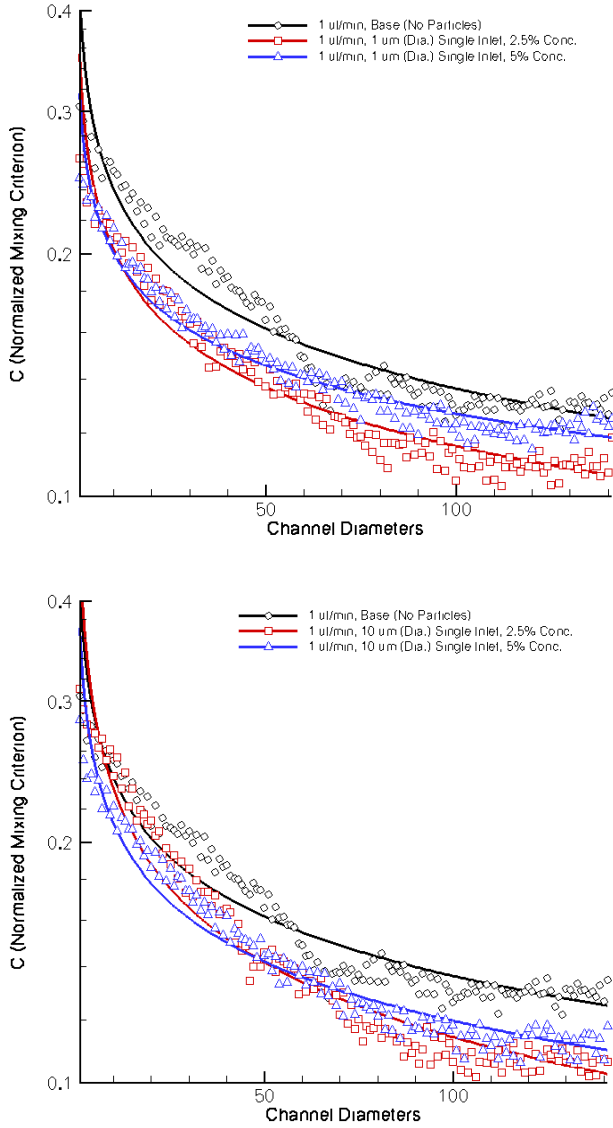 0.4
1 ul/min, Base (No Particles)
1 ul/min, 1 um (Dia.) Single Inlet, 2.5% Conc.
1 ul/min, 1 um (Dia.) Single Inlet, 5% Conc.
0.3
C (Normalized Mixing Criterion)
0.2
0.1
50
100
Channel Diameters
0.4
1 ul/min, Base (No Particles)
1 ul/min, 10 um (Dia.) Single Inlet, 2.5% Conc.
1 ul/min, 10 um (Dia.) Single Inlet, 5% Conc.
0.3
C (Normalized Mixing Criterion)
0.2
0.1
50
100
Channel Diameters